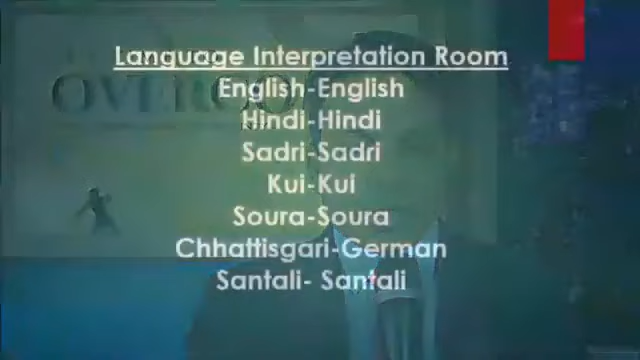 Language Interpretation Room
English-English
Hindi-Hindi
Sadri-Sadri
Kui-Kui
Soura-Soura
Chhattisgari-German
Santali- Santali